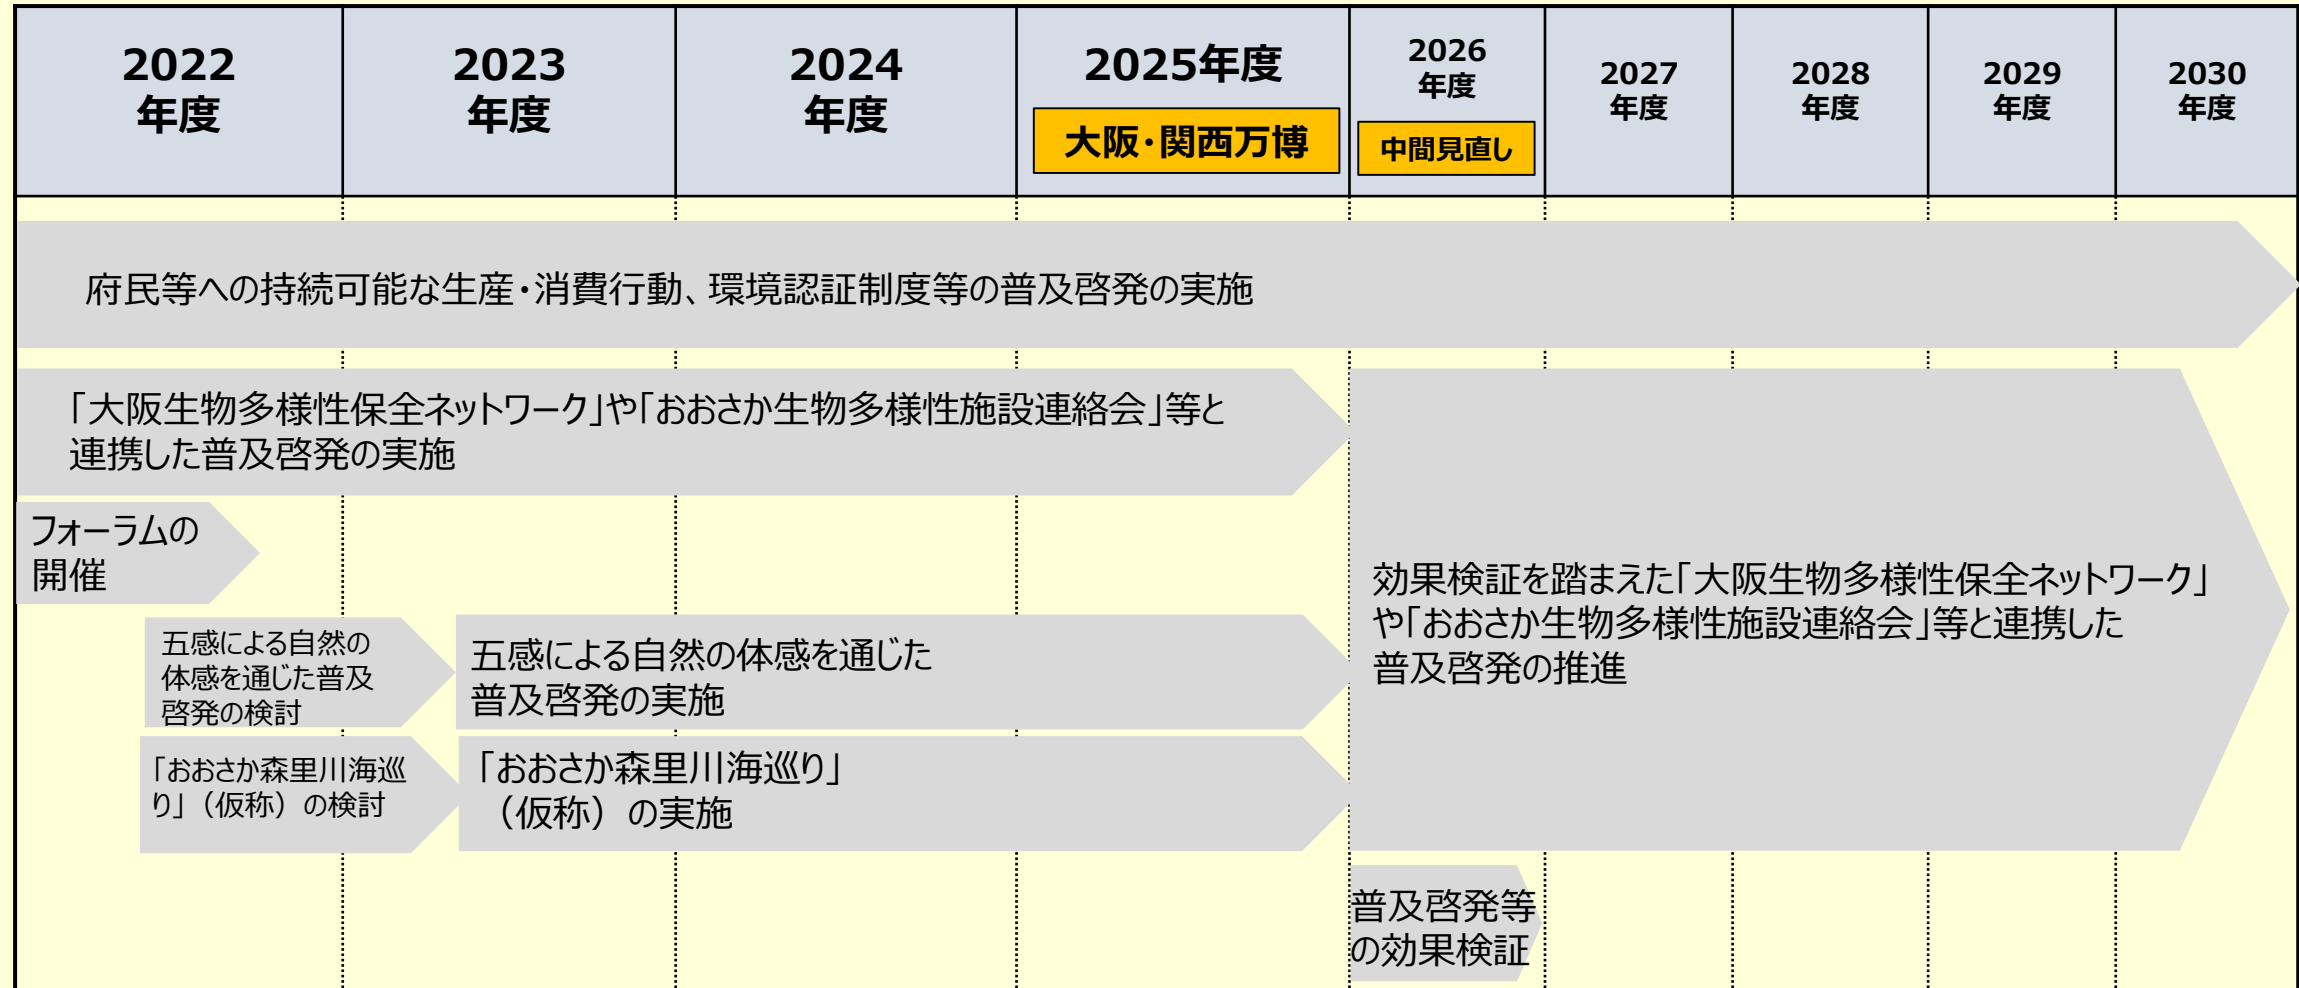 2022
年度
2023
年度
2024
年度
2025年度
大阪・関西万博
2026
年度
中間見直し
2027
年度
2028
年度
2029
年度
2030
年度
府民等への持続可能な生産・消費行動、環境認証制度等の普及啓発の実施
「大阪生物多様性保全ネットワーク」や「おおさか生物多様性施設連絡会」等と
連携した普及啓発の実施
フォーラムの
開催
五感による自然の
体感を通じた普及
啓発の検討
五感による自然の体感を通じた
普及啓発の実施
「おおさか森里川海巡
り」（仮称）の検討
「おおさか森里川海巡り」
（仮称）の実施
効果検証を踏まえた「大阪生物多様性保全ネットワーク」
や「おおさか生物多様性施設連絡会」等と連携した
普及啓発の推進
普及啓発等
の効果検証